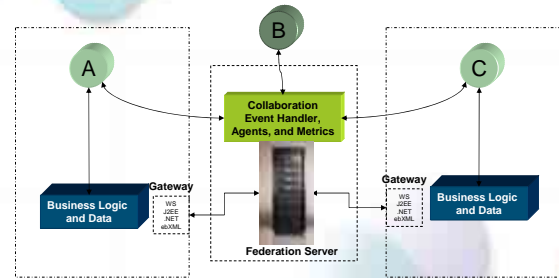 B
A
C
Collaboration
Event Handler,
Agents, and Metrics
Gateway
WS
J2EE
.NET
ebXML
Business Logic
and Data
Federation Server
Gateway
WS
J2EE
.NET
ebXML
Business Logic
and Data